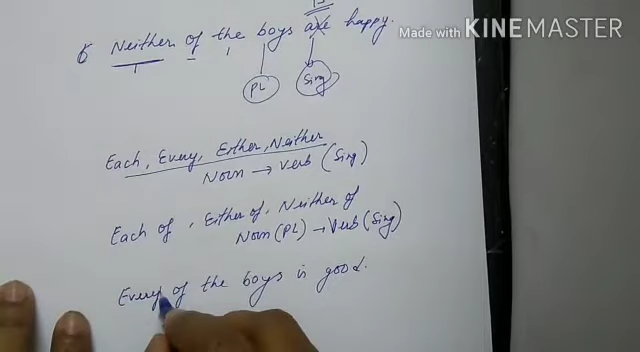 is
Neither of the boys are happy.
PL Sing
Each, Every, Either, Neither
Noun → Verb (Sing)
Each of, Either of, Neither of
Noun (PL) → Verb (Sing)
Every of the boys is good.
Made with KINEMASTER